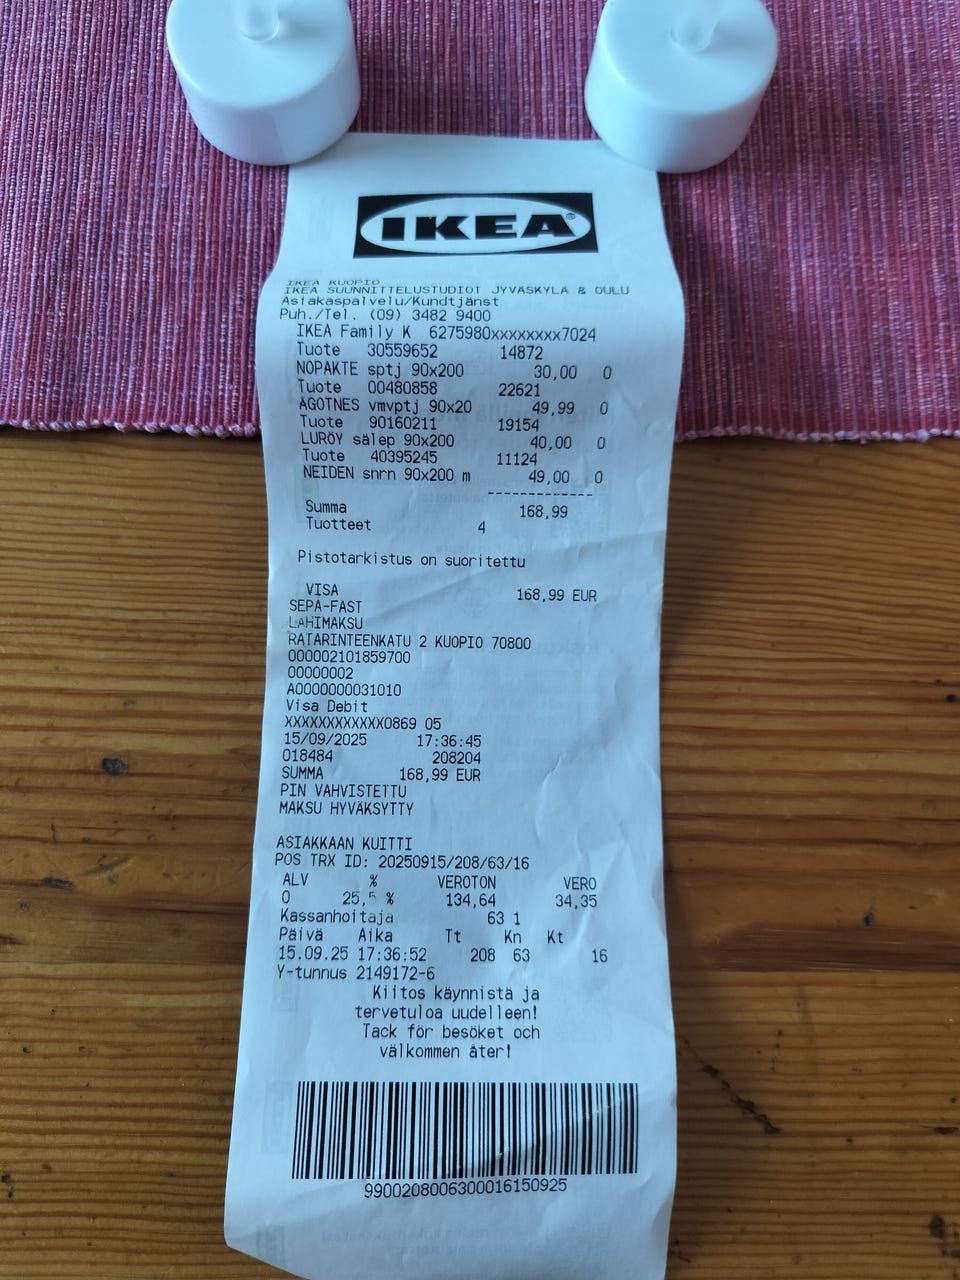 IKEA®
IKEA KUOPIO
IKEA SUUNNITTELUSTUDIOT JYVÄSKYLÄ & OULU
Asiakaspalvelu/Kundtjänst
Puh./Tel. (09) 3482 9400
IKEA Family K 6275980xxxxxxxx7024
Tuote 30559652 14872
NOPAKTE sptj 90x200 30,00 0
Tuote 00480858 22621
ÅGOTNES vmvptj 90x20 49,99 0
Tuote 90160211 19154
LURÖY sälep 90x200 40,00 0
Tuote 40395245 11124
NEIDEN snrn 90x200 m 49,00 0
-------------
Summa 168,99
Tuotteet 4
Pistotarkistus on suoritettu
VISA 168,99 EUR
SEPA-FAST
LÄHIMAKSU
RATARINTEENKATU 2 KUOPIO 70800
000002101859700
00000002
A0000000031010
Visa Debit
XXXXXXXXXXXX0869 05
15/09/2025 17:36:45
018484 208204
SUMMA 168,99 EUR
PIN VAHVISTETTU
MAKSU HYVÄKSYTTY
ASIAKKAAN KUITTI
POS TRX ID: 20250915/208/63/16
ALV % VEROTON VERO
0 25,5 % 134,64 34,35
Kassanhoitaja 63 1
Päivä Aika Tt Kn Kt
15.09.25 17:36:52 208 63 16
Y-tunnus 2149172-6
Kiitos käynnistä ja
tervetuloa uudelleen!
Tack för besöket och
välkommen åter!
9900208006300016150925